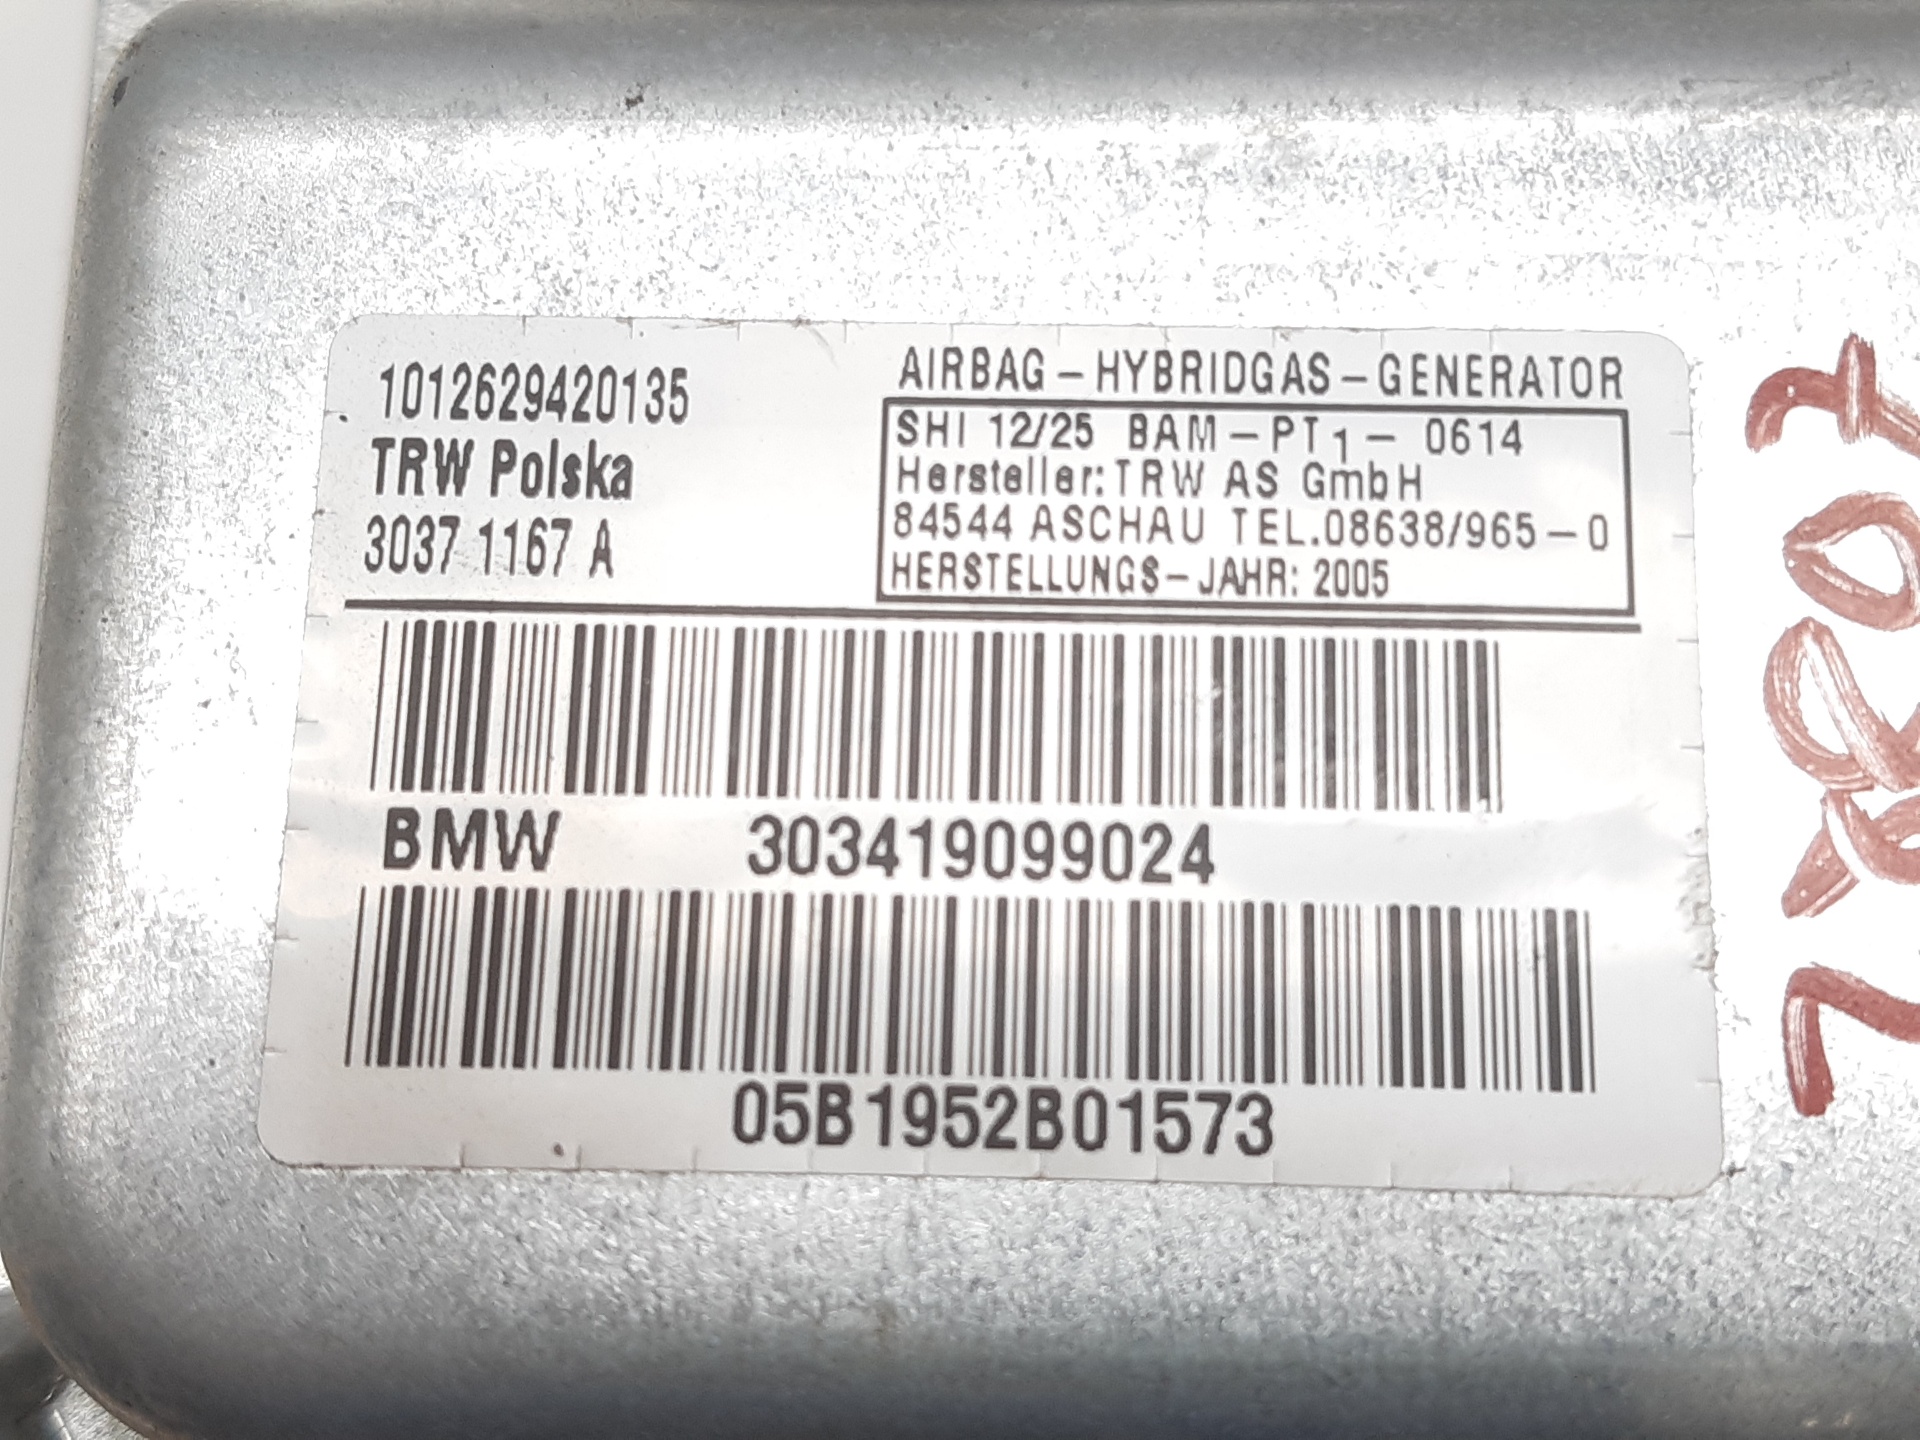 1012629420135
TRW Polska
3037 1167 A
AIRBAG-HYBRIDGAS-GENERATOR
SHI 12/25 BAM-PT1- 0614
Hersteller: TRW AS GmbH
84544 ASCHAU TEL.08638/965-0
HERSTELLUNGS-JAHR: 2005
BMW 303419099024
05B1952B01573